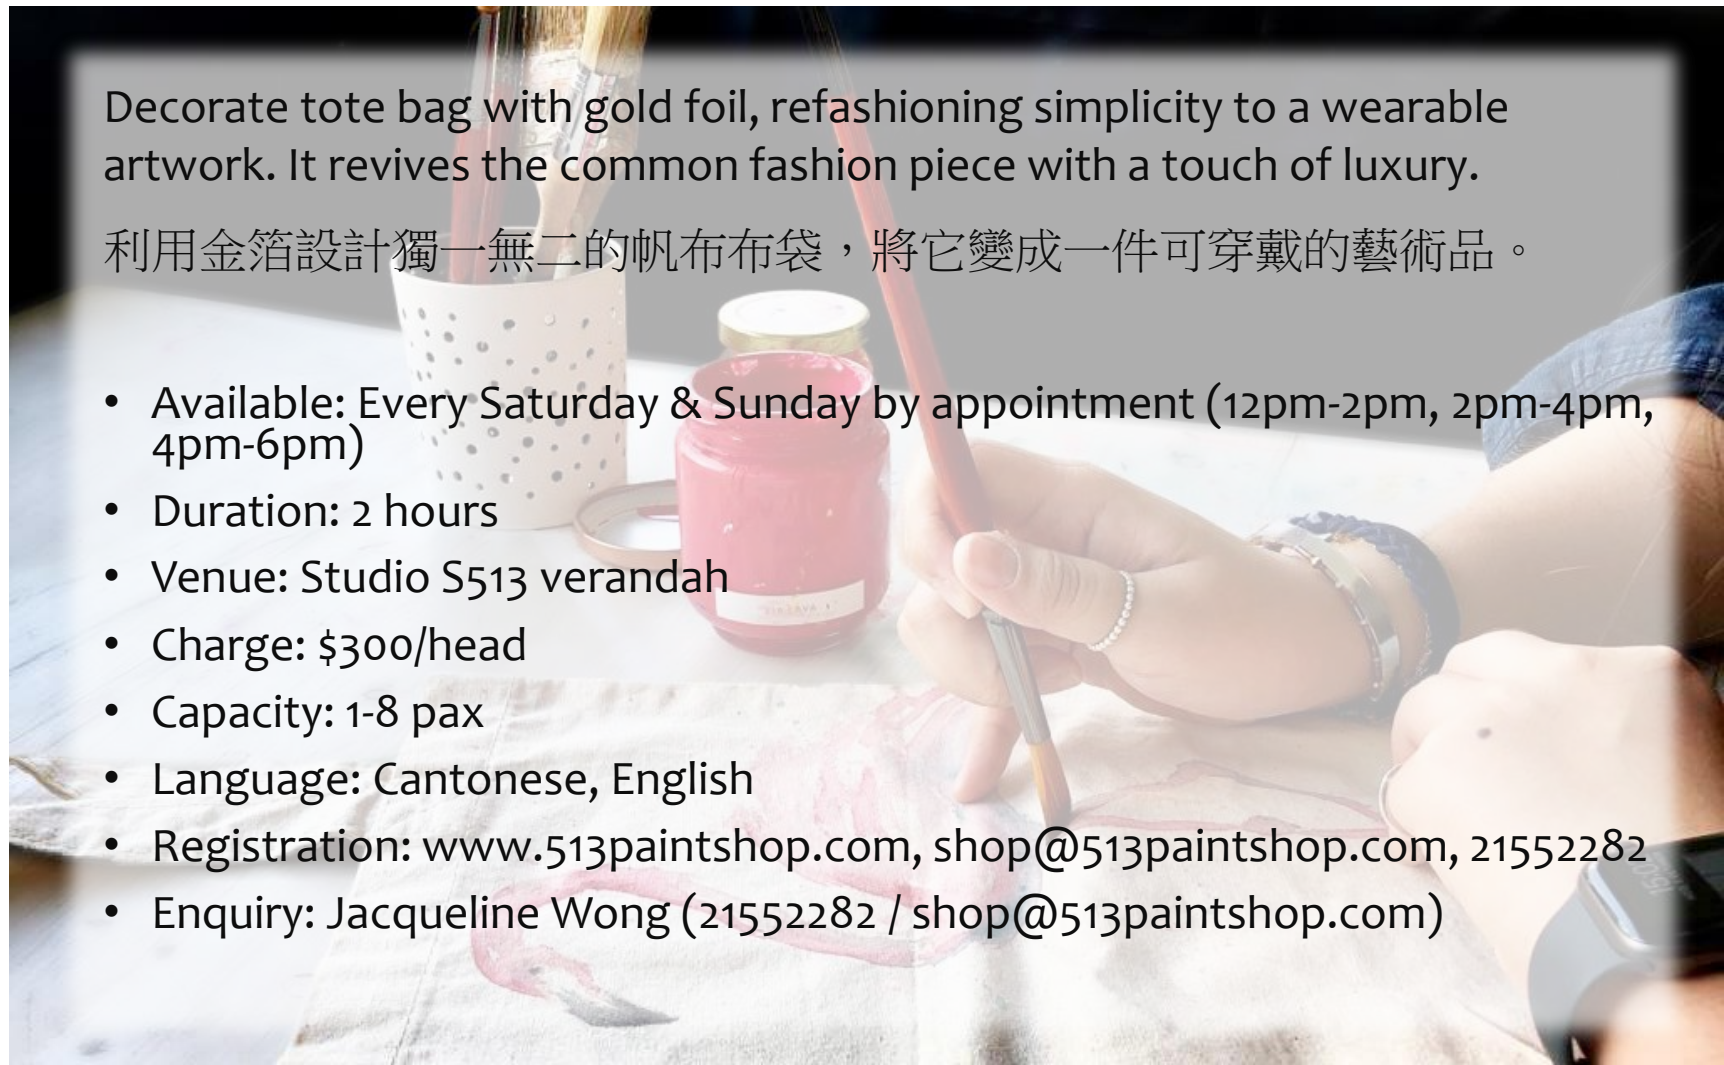 Decorate tote bag with gold foil, refashioning simplicity to a wearable
artwork. It revives the common fashion piece with a touch of luxury.
利用金箔設計獨一無二的帆布布袋，將它變成一件可穿戴的藝術品。
• Available: Every Saturday & Sunday by appointment (12pm-2pm, 2pm-4pm,
4pm-6pm)
• Duration: 2 hours
• Venue: Studio S513 verandah
• Charge: $300/head
• Capacity: 1-8 pax
• Language: Cantonese, English
• Registration: www.513paintshop.com, shop@513paintshop.com, 21552282
• Enquiry: Jacqueline Wong (21552282 / shop@513paintshop.com)